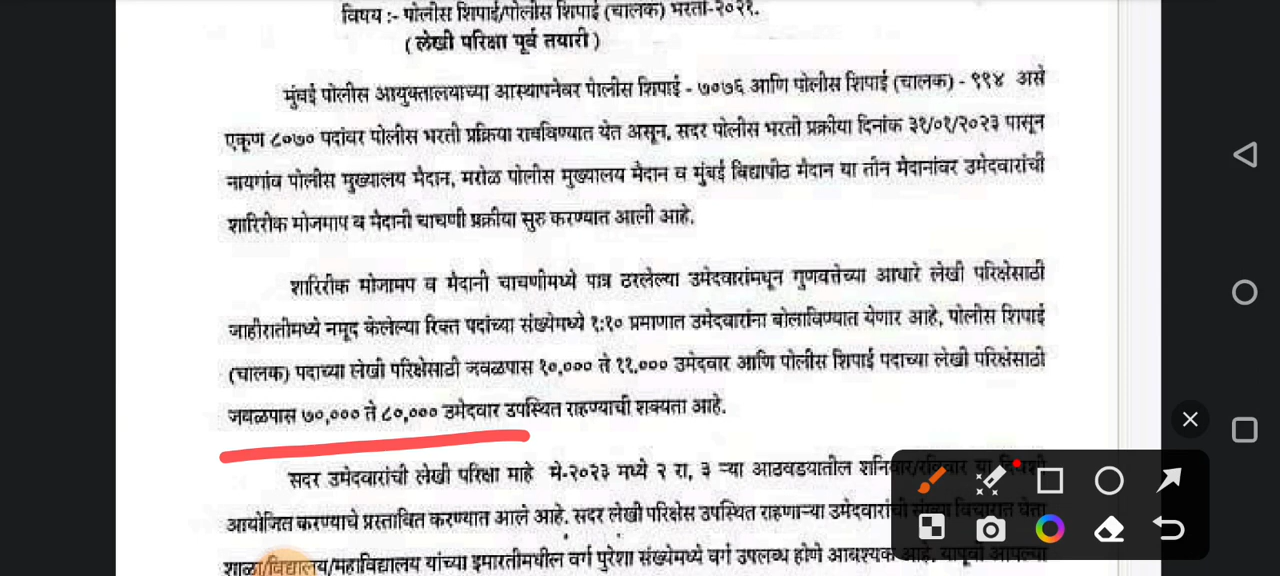 विषय :- पोलीस शिपाई/पोलीस शिपाई (चालक) भरती-२०२१.
( लेखी परिक्षा पूर्व तयारी )
मुंबई पोलीस आयुक्तालयाच्या आस्थापनेवर पोलीस शिपाई - ७०७६ आणि पोलीस शिपाई (चालक) - ९९४ असे
एकूण ८०७० पदांवर पोलीस भरती प्रक्रिया राबविण्यात येत असून, सदर पोलीस भरती प्रक्रीया दिनांक ३१/०१/२०२३ पासून
नायगांव पोलीस मुख्यालय मैदान, मरोळ पोलीस मुख्यालय मैदान व मुंबई विद्यापीठ मैदान या तीन मैदानांवर उमेदवारांची
शारिरीक मोजमाप व मैदानी चाचणी प्रक्रीया सुरु करण्यात आली आहे.
शारिरीक मोजामप व मैदानी चाचणीमध्ये पात्र ठरलेल्या उमेदवारांमधून गुणवत्तेच्या आधारे लेखी परिक्षेसाठी
जाहीरातीमध्ये नमूद केलेल्या रिक्त पदांच्या संख्येमध्ये १:१० प्रमाणात उमेदवारांना बोलाविण्यात येणार आहे, पोलीस शिपाई
(चालक) पदाच्या लेखी परिक्षेसाठी जवळपास १०,००० ते ११,००० उमेदवार आणि पोलीस शिपाई पदाच्या लेखी परिक्षेसाठी
जवळपास ७०,००० ते ८०,००० उमेदवार उपस्थित राहण्याची शक्यता आहे.
सदर उमेदवारांची लेखी परिक्षा माहे मे-२०२३ मध्ये २ रा, ३ ऱ्या आठवडयातील शनिवार/रविवार या दिवशी
आयोजित करण्याचे प्रस्तावित करण्यात आले आहे. सदर लेखी परिक्षेस उपस्थित राहणाऱ्या उमेदवारांची संख्या विचारात घेता
शाळा/विद्यालय/महाविद्यालय यांच्या इमारतीमधील वर्ग पुरेशा संख्येमध्ये वर्ग उपलब्ध होणे आवश्यक आहे. यापूर्वी आपल्या